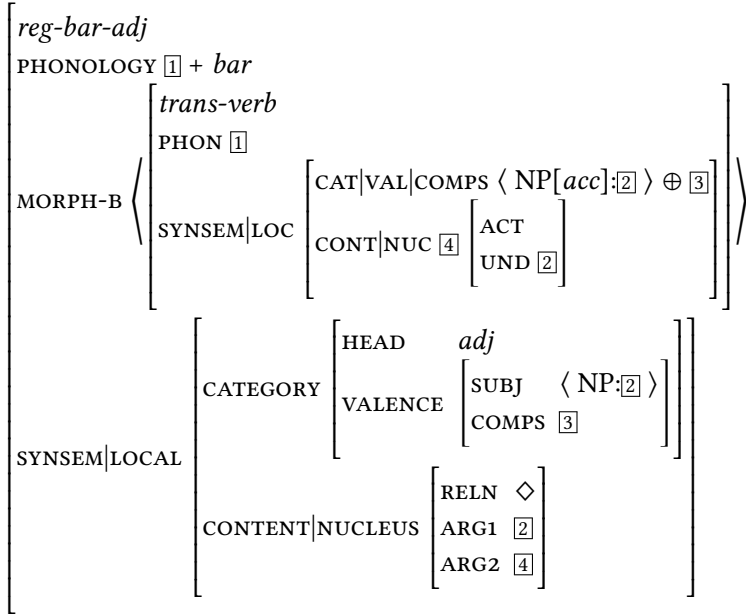 reg-bar-adj
PHONOLOGY 1 + bar
trans-verb
PHON 1
MORPH-B ⟨ SYNSEM|LOC CAT|VAL|COMPS ⟨ NP[acc]:2 ⟩ ⊕ 3 ⟩
CONT|NUC 4 ACT
UND 2
HEAD adj
CATEGORY VALENCE SUBJ ⟨ NP:2 ⟩
COMPS 3
SYNSEM|LOCAL
RELN ◇
CONTENT|NUCLEUS ARG1 2
ARG2 4